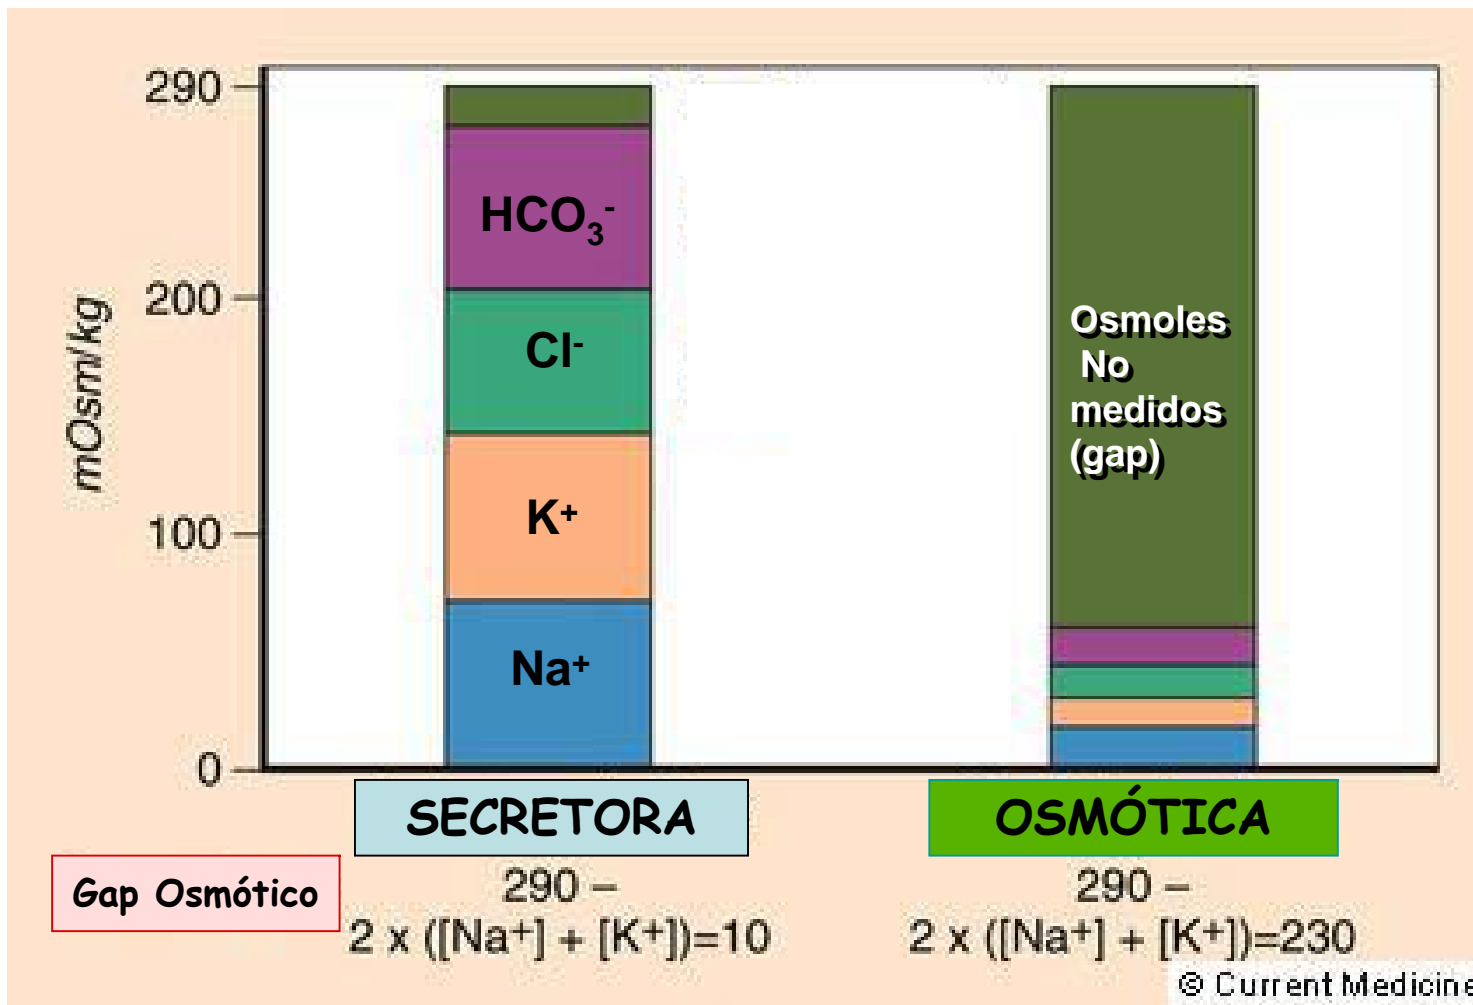 290
200
100
0
mOsm/kg
HCO₃⁻
Cl⁻
K⁺
Na⁺
Osmoles
No
medidos
(gap)
SECRETORA
OSMÓTICA
Gap Osmótico
290 –
2 x ([Na⁺] + [K⁺])=10
290 –
2 x ([Na⁺] + [K⁺])=230
© Current Medicine